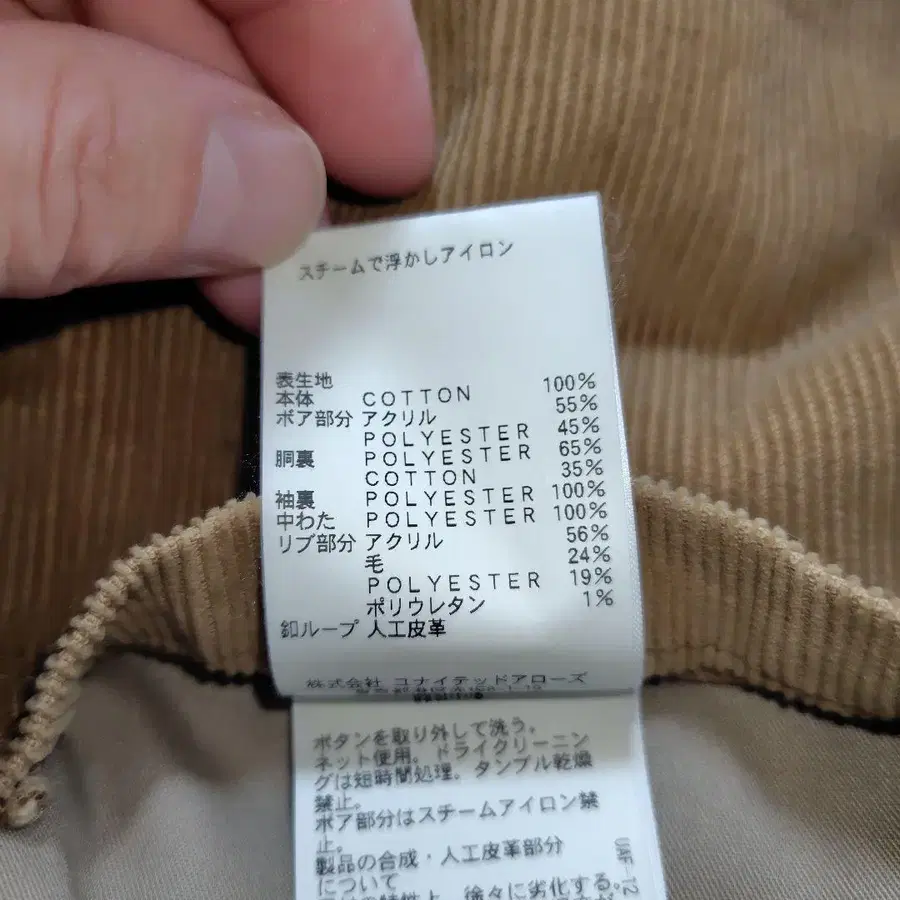 スチームで浮かしアイロン
表生地
本体 COTTON 100%
ボア部分 アクリル 55%
POLYESTER 45%
胴裏 POLYESTER 65%
COTTON 35%
袖裏 POLYESTER 100%
中わた POLYESTER 100%
リブ部分 アクリル 56%
毛 24%
POLYESTER 19%
ポリウレタン 1%
釦ループ 人工皮革
株式会社 ユナイテッドアローズ
ボタンを取り外して洗う。
ネット使用。ドライクリーニン
グは短時間処理。タンブル乾燥
禁止。
ボア部分はスチームアイロン禁
止。
製品の合成・人工皮革部分
について
特性上、徐々に劣化する
UAF-12